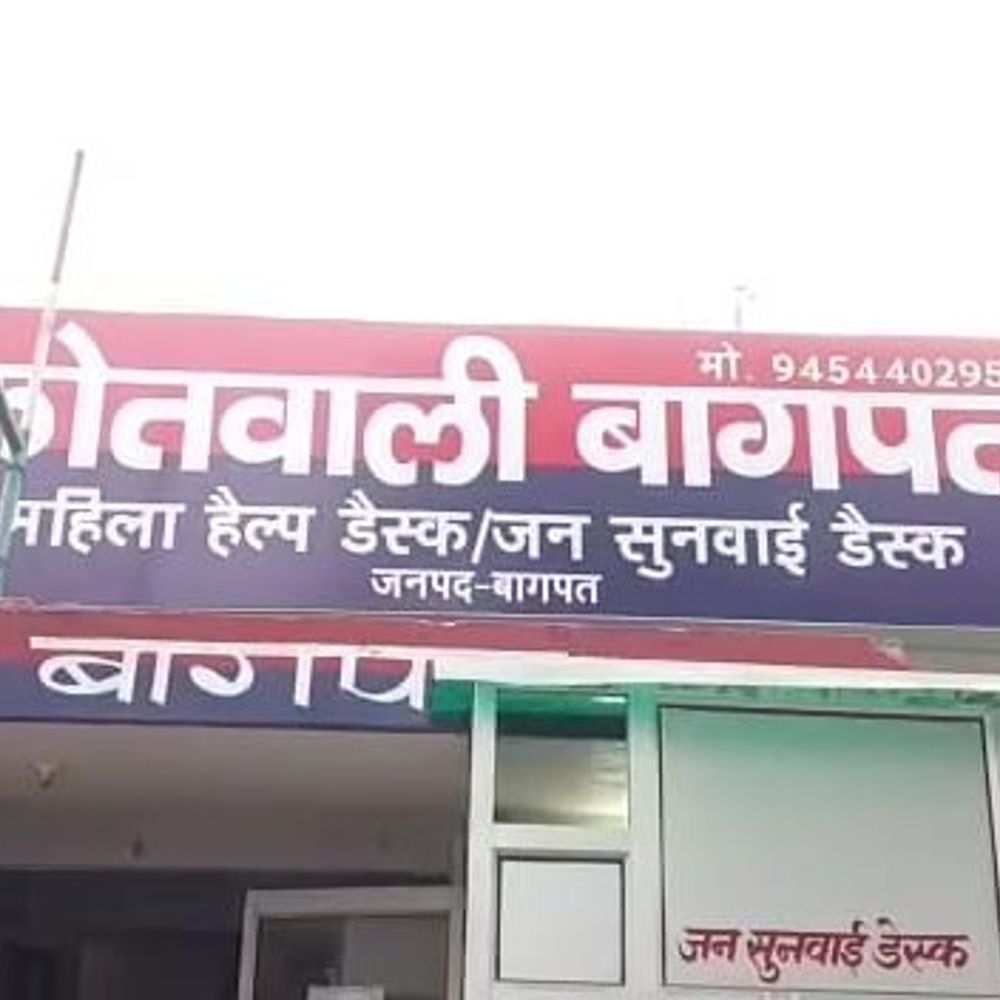 मो.945440295
कोतवाली बागपत
महिला हैल्प डैस्क/जन सुनवाई डैस्क
जनपद-बागपत
बागप
जन सुनवाई डेस्क